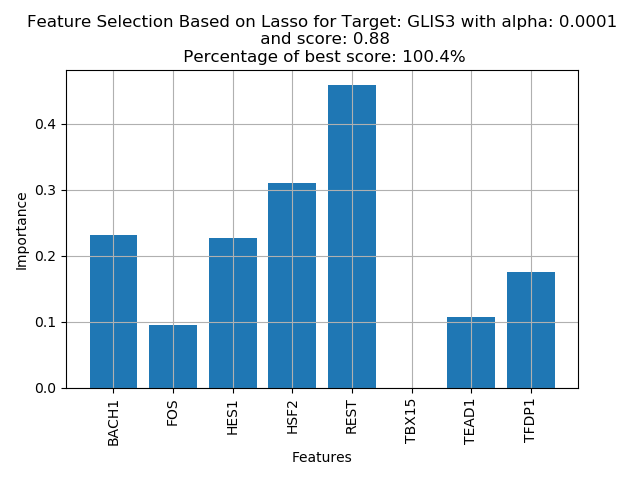 Feature Selection Based on Lasso for Target: GLIS3 with alpha: 0.0001
and score: 0.88
Percentage of best score: 100.4%
0.4
0.3
0.2
0.1
0.0
Importance
BACH1
FOS
HES1
HSF2
REST
TBX15
TEAD1
TFDP1
Features